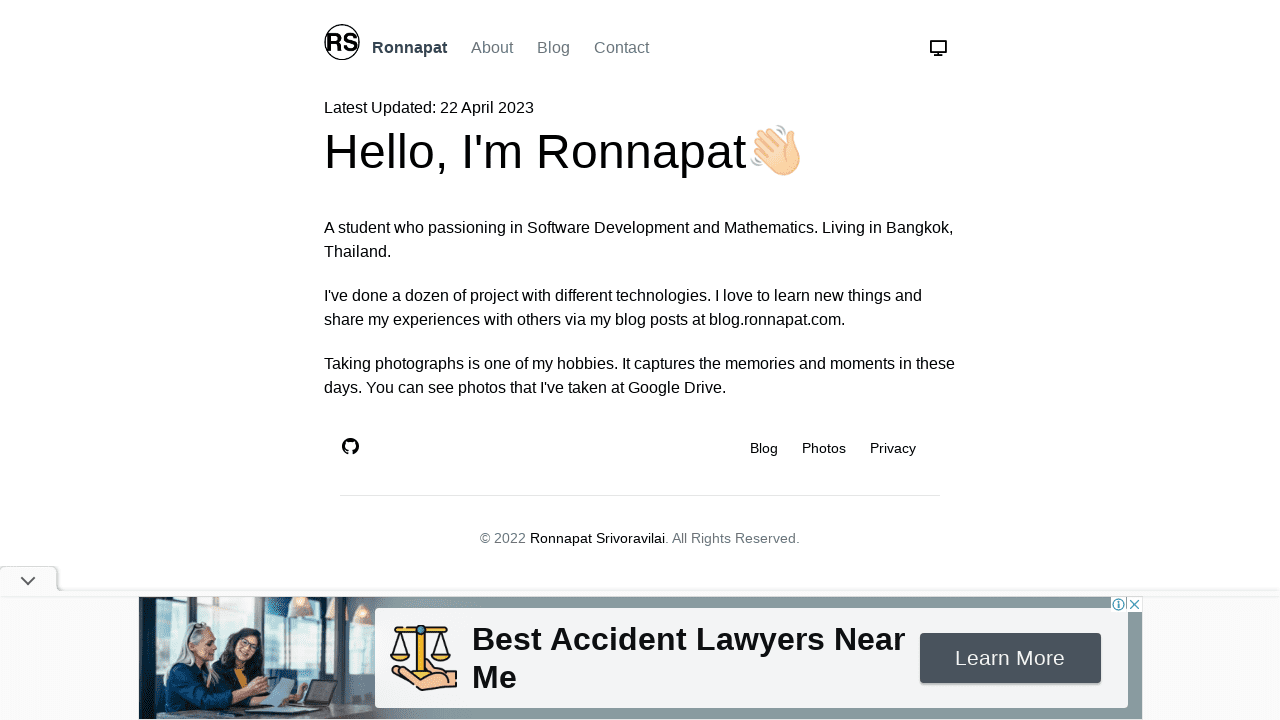 RS
Ronnapat About Blog Contact
Latest Updated: 22 April 2023
Hello, I'm Ronnapat👋🏻
A student who passioning in Software Development and Mathematics. Living in Bangkok,
Thailand.
I've done a dozen of project with different technologies. I love to learn new things and
share my experiences with others via my blog posts at blog.ronnapat.com.
Taking photographs is one of my hobbies. It captures the memories and moments in these
days. You can see photos that I've taken at Google Drive.
Blog Photos Privacy
© 2022 Ronnapat Srivoravilai. All Rights Reserved.
Best Accident Lawyers Near
Me
Learn More